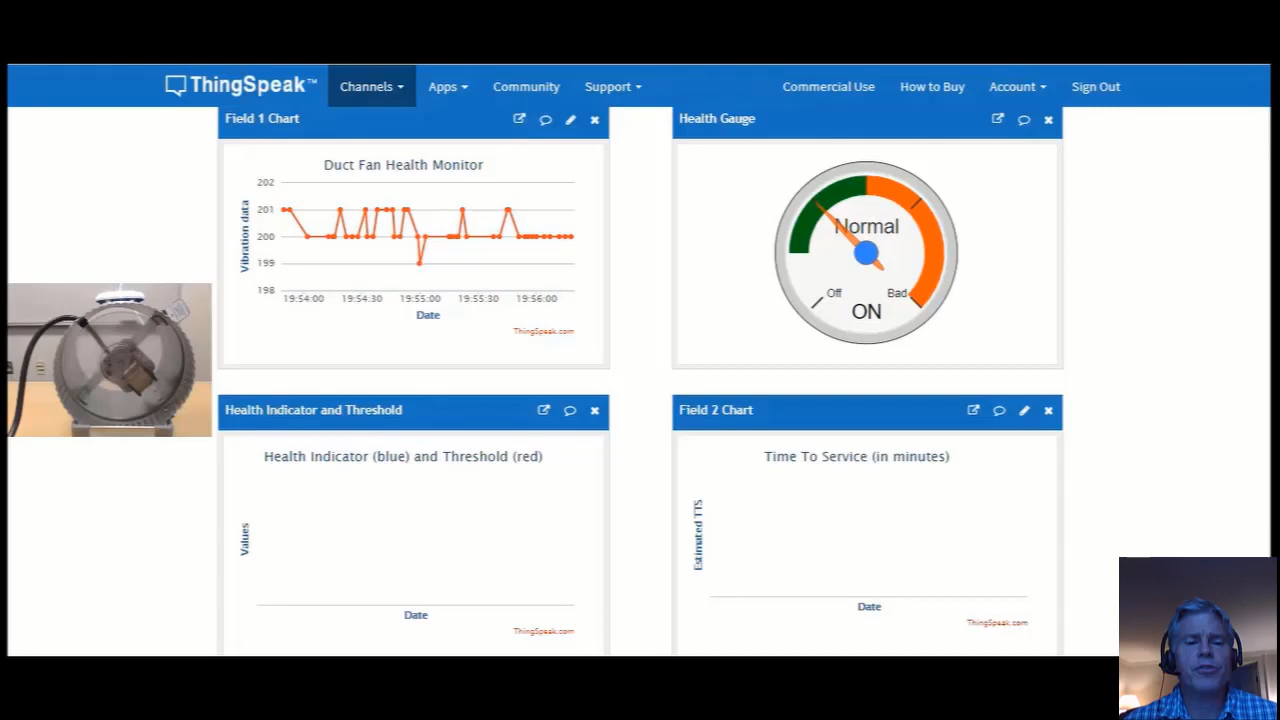 ThingSpeak™ Channels Apps Community Support Commercial Use How to Buy Account Sign Out
Field 1 Chart
Duct Fan Health Monitor
Vibration data
202
201
200
199
198
19:54:00 19:54:30 19:55:00 19:55:30 19:56:00
Date
ThingSpeak.com
Health Gauge
Normal
Off Bad
ON
Health Indicator and Threshold
Health Indicator (blue) and Threshold (red)
Values
Date
ThingSpeak.com
Field 2 Chart
Time To Service (in minutes)
Estimated TTS
Date
ThingSpeak.com